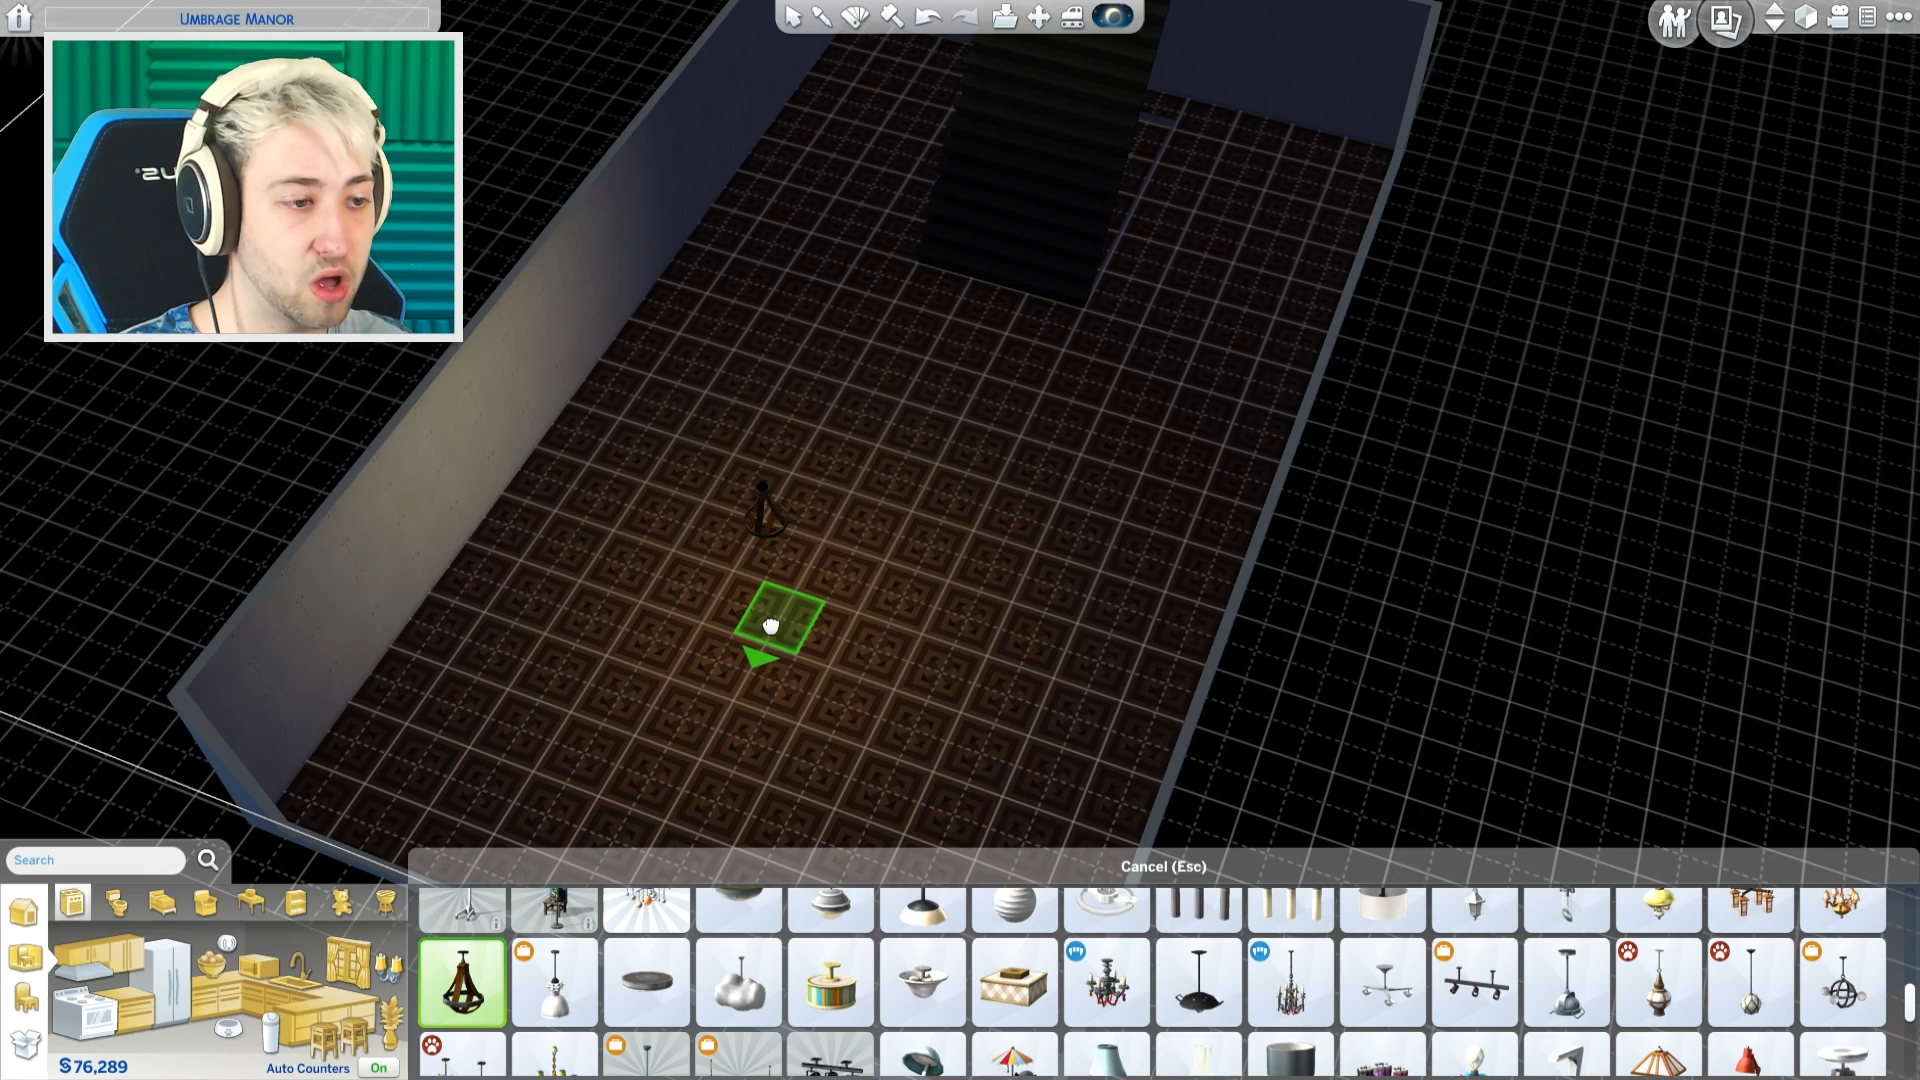 UMBRAGE MANOR
Cancel (Esc)
Search
§76,289
Auto Counters
On